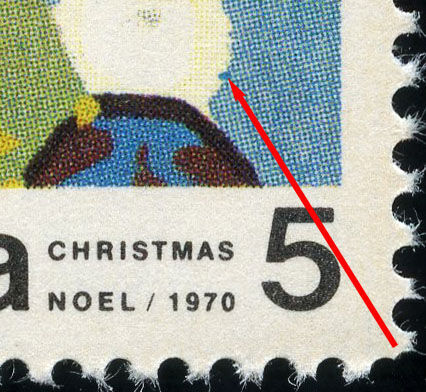 a CHRISTMAS 5
NOEL / 1970